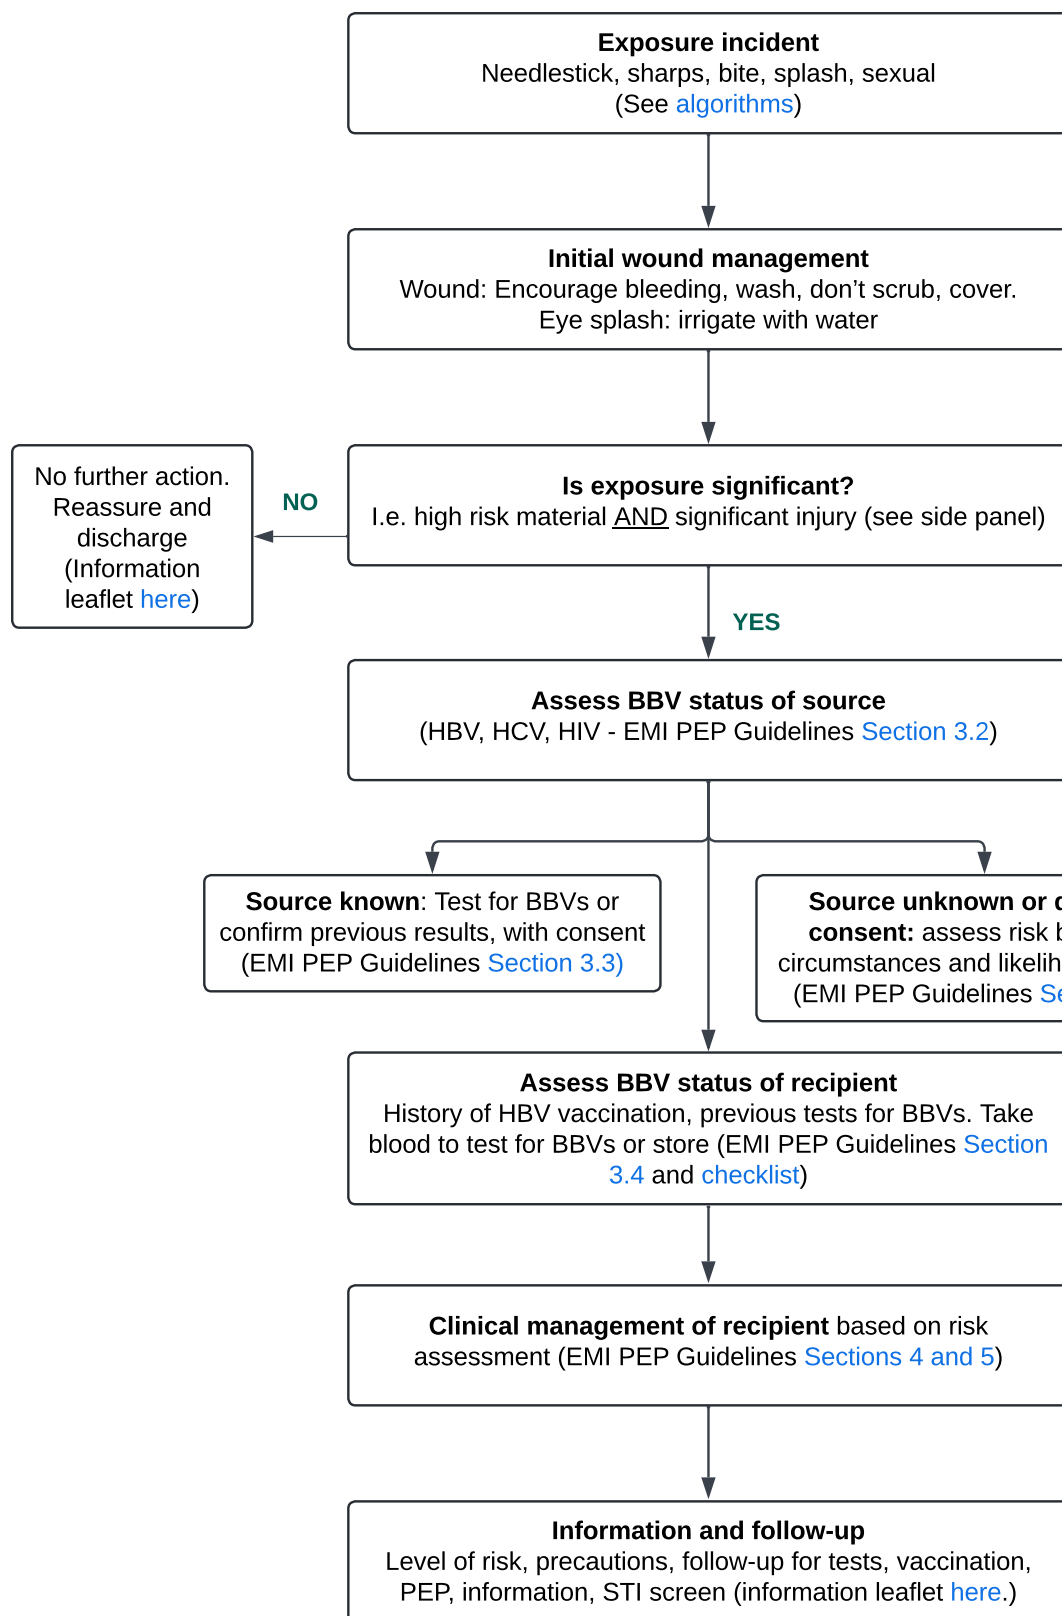 Exposure incident
Needlestick, sharps, bite, splash, sexual
(See algorithms)
Initial wound management
Wound: Encourage bleeding, wash, don’t scrub, cover.
Eye splash: irrigate with water
No further action.
Reassure and
discharge
(Information
leaflet here)
NO
Is exposure significant?
I.e. high risk material AND significant injury (see side panel)
YES
Assess BBV status of source
(HBV, HCV, HIV - EMI PEP Guidelines Section 3.2)
Source known: Test for BBVs or
confirm previous results, with consent
(EMI PEP Guidelines Section 3.3)
Source unknown or
consent: assess risk
circumstances and
(EMI PEP Guidelines
Assess BBV status of recipient
History of HBV vaccination, previous tests for BBVs. Take
blood to test for BBVs or store (EMI PEP Guidelines Section
3.4 and checklist)
Clinical management of recipient based on risk
assessment (EMI PEP Guidelines Sections 4 and 5)
Information and follow-up
Level of risk, precautions, follow-up for tests, vaccination,
PEP, information, STI screen (information leaflet here.)